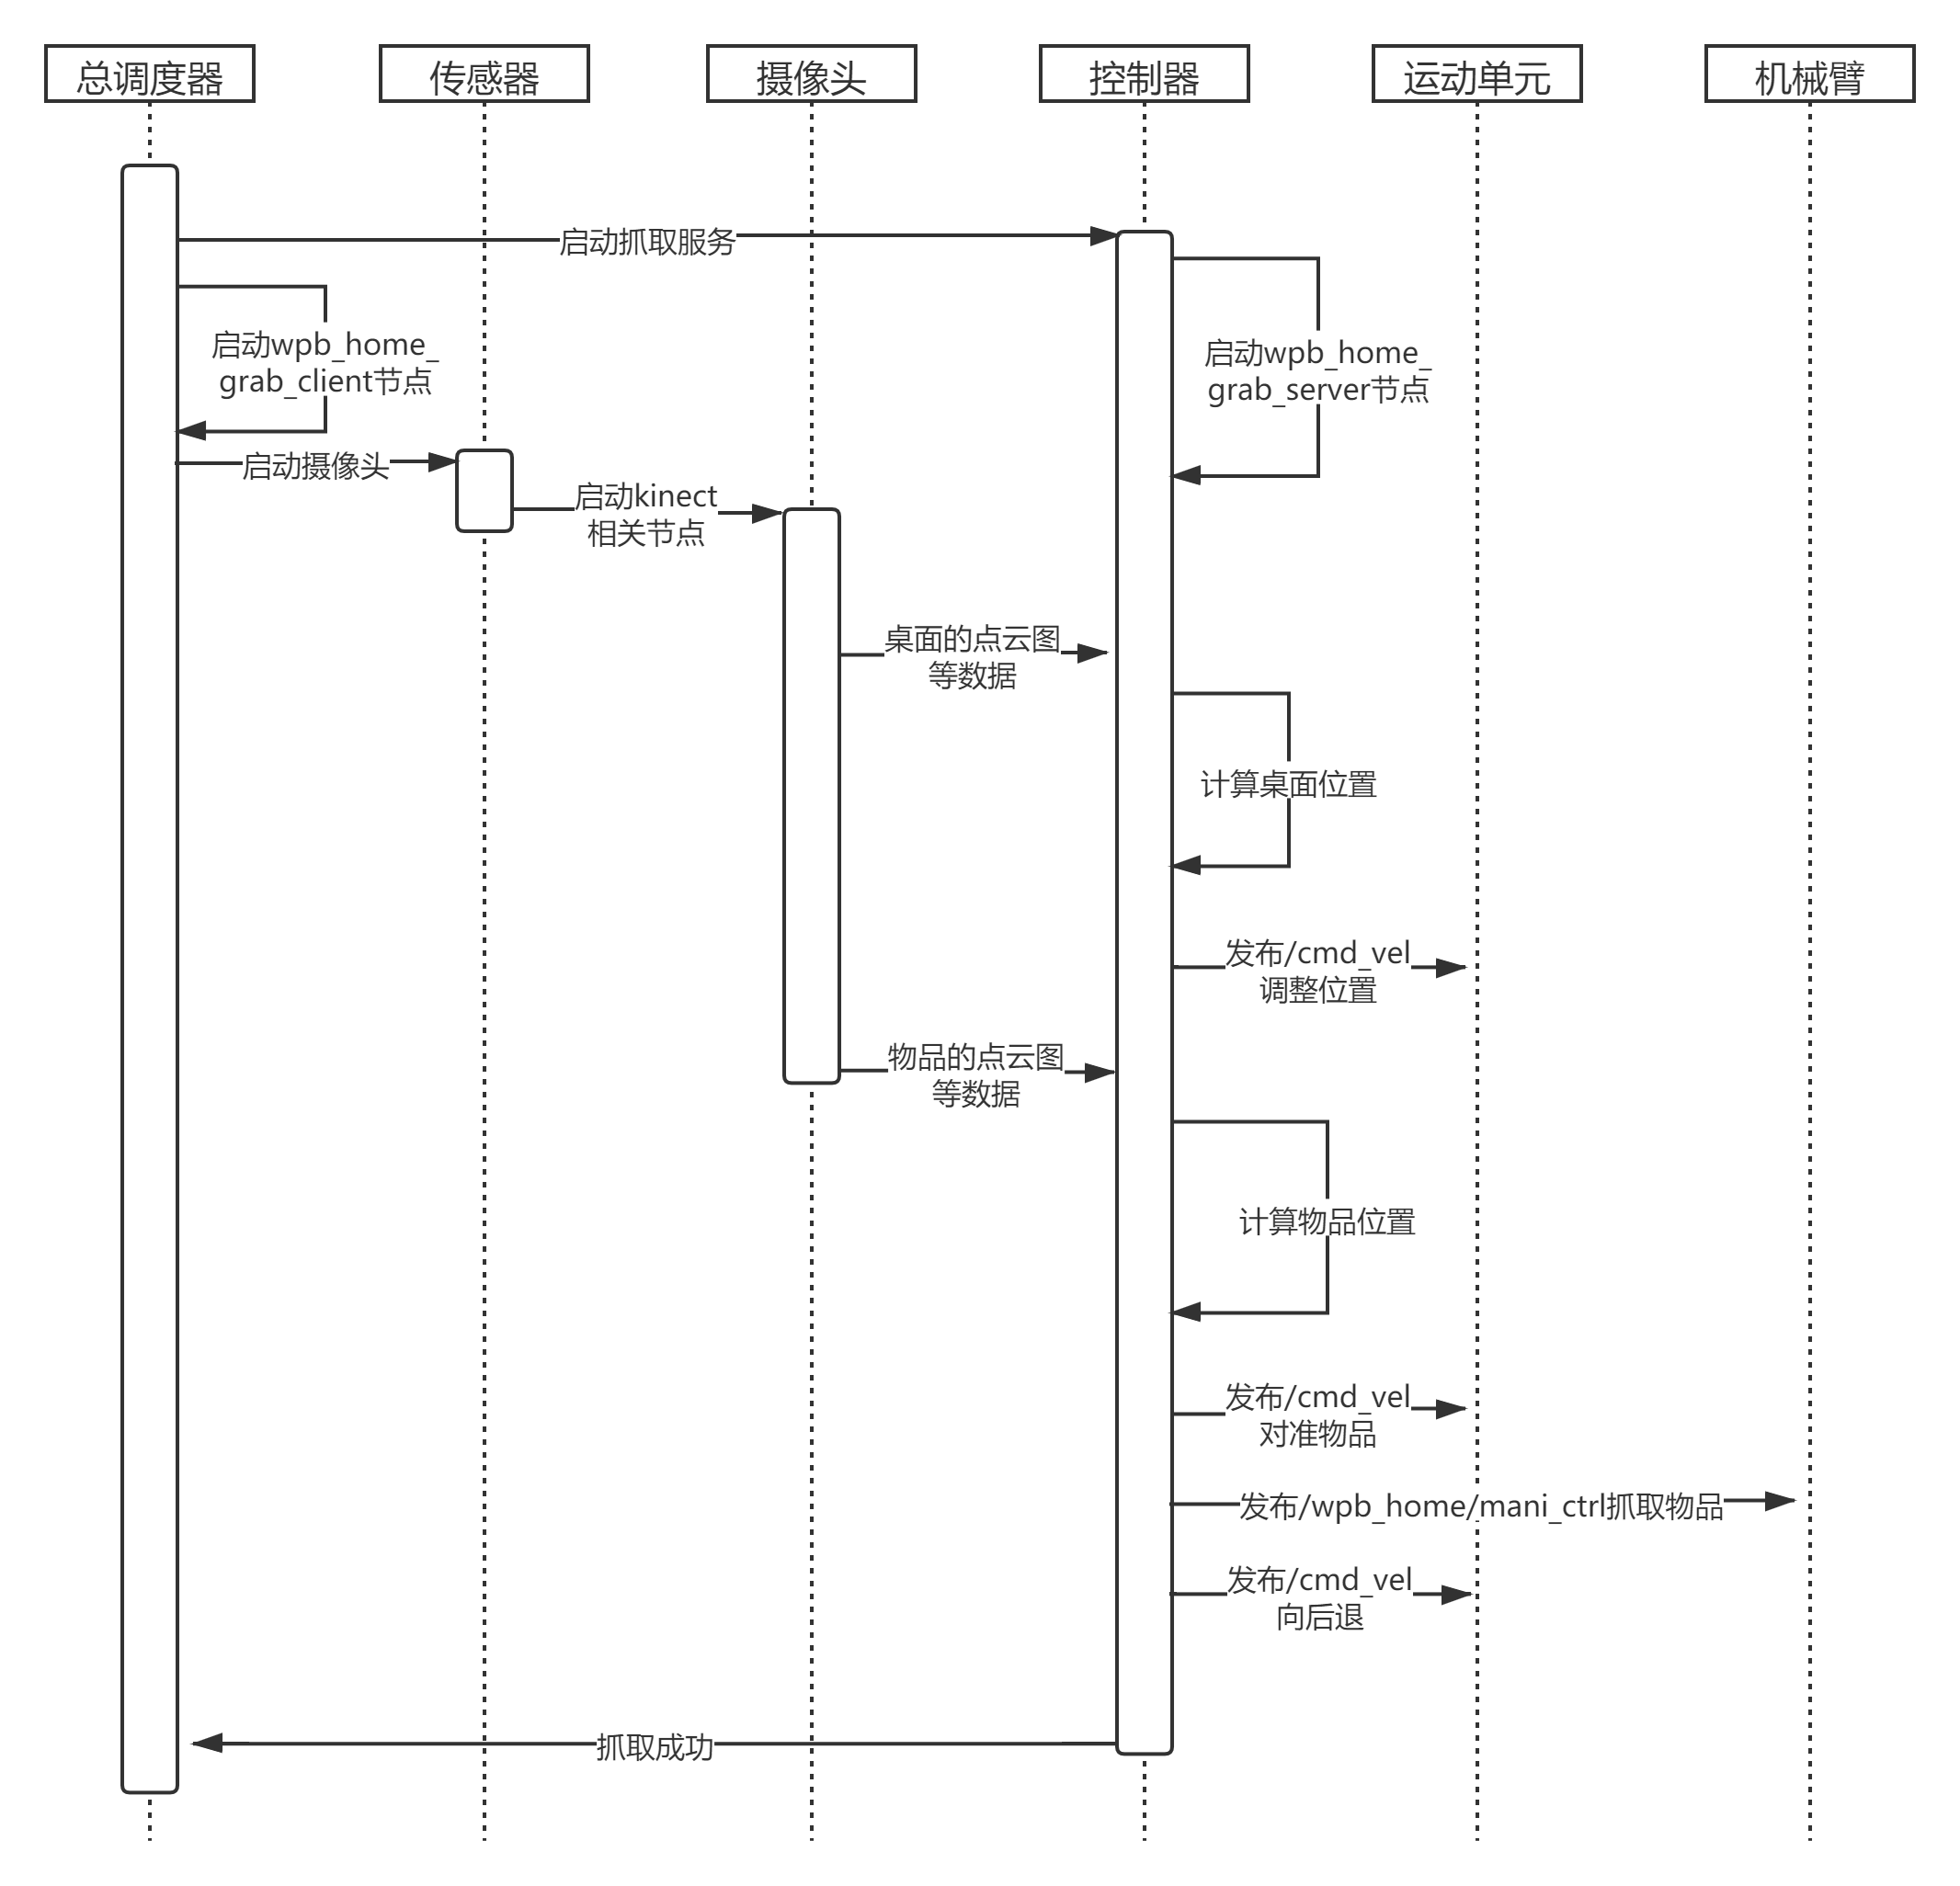 总调度器
传感器
摄像头
控制器
运动单元
机械臂
启动抓取服务
启动wpb_home_
grab_client节点
启动wpb_home_
grab_server节点
启动摄像头
启动kinect
相关节点
桌面的点云图
等数据
计算桌面位置
发布/cmd_vel
调整位置
物品的点云图
等数据
计算物品位置
发布/cmd_vel
对准物品
发布/wpb_home/mani_ctrl抓取物品
发布/cmd_vel
向后退
抓取成功